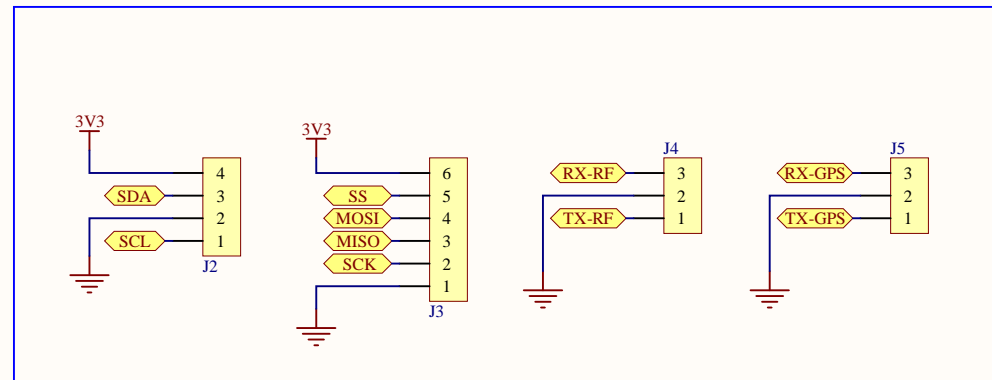 3V3
4
SDA
3
2
SCL
1
J2
3V3
6
SS
5
MOSI
4
MISO
3
SCK
2
1
J3
J4
RX-RF
3
2
TX-RF
1
J5
RX-GPS
3
2
TX-GPS
1